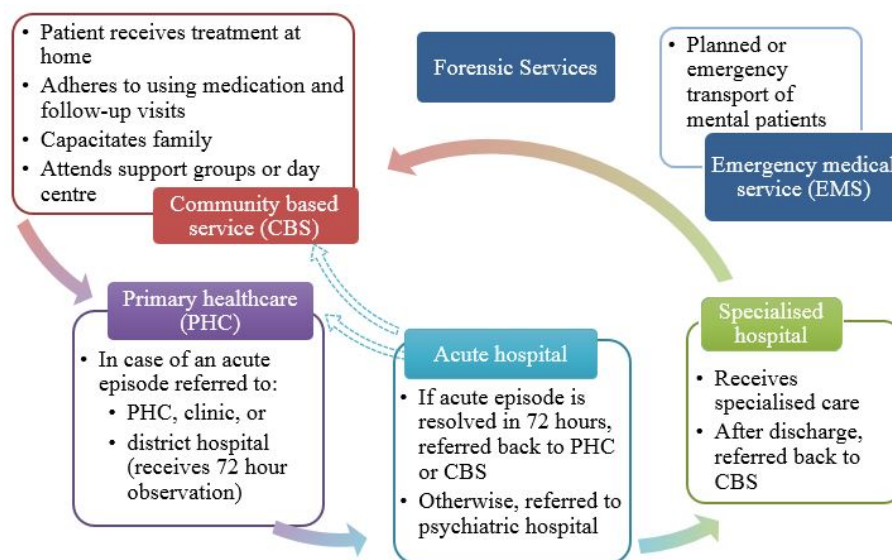 • Patient receives treatment at
home
• Adheres to using medication and
follow-up visits
• Capacitates family
• Attends support groups or day
centre
Community based
service (CBS)
Forensic Services
• Planned or
emergency
transport of
mental patients
Emergency medical
service (EMS)
Primary healthcare
(PHC)
• In case of an acute
episode referred to:
• PHC, clinic, or
• district hospital
(receives 72 hour
observation)
Acute hospital
• If acute episode is
resolved in 72 hours,
referred back to PHC
or CBS
• Otherwise, referred to
psychiatric hospital
Specialised
hospital
• Receives
specialised care
• After discharge,
referred back to
CBS